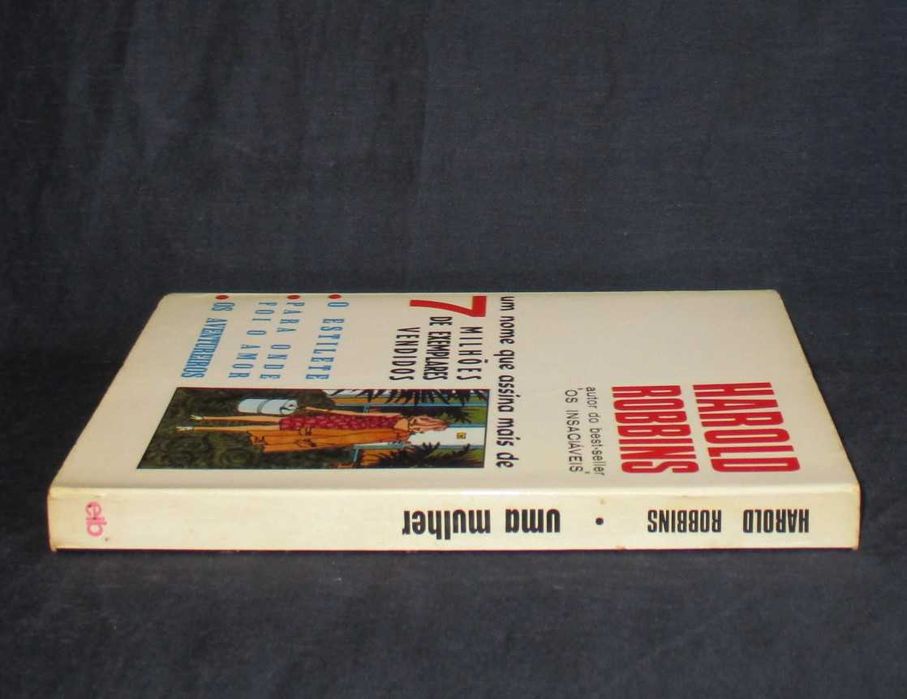 HAROLD
ROBBINS
autor do best-seller
'OS INSACIÁVEIS'
um nome que assina mais de
7 MILHÕES
DE EXEMPLARES
VENDIDOS
• O ESTILETE
• PARA ONDE
FOI O AMOR
• OS AVENTUREIROS
HAROLD ROBBINS • uma mulher
eib